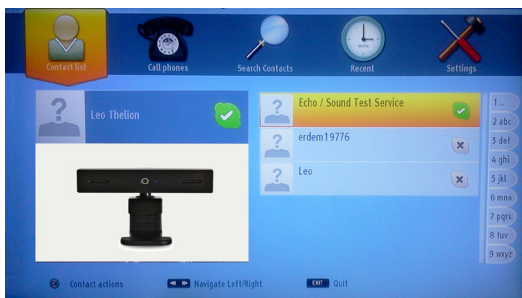 Contact list
Call phones
Search Contacts
Recent
Settings
Leo Thelion
Echo / Sound Test Service
erdem19776
Leo
1 ...
2 abc
3 def
4 ghi
5 jkl
6 mno
7 pqrs
8 tuv
9 wxyz
OK Contact actions
Navigate Left/Right
EXIT Quit